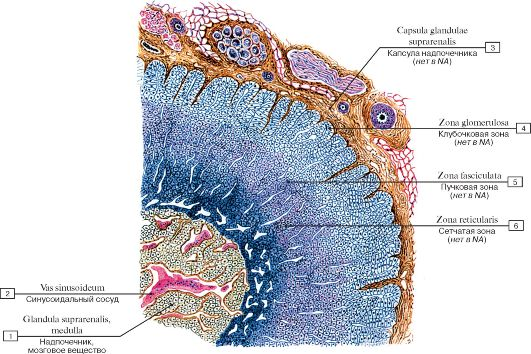 Capsula glandulae
suprarenalis
Капсула надпочечника
(нет в NA)
3
Zona glomerulosa
Клубочковая зона
(нет в NA)
4
Zona fasciculata
Пучковая зона
(нет в NA)
5
Zona reticularis
Сетчатая зона
(нет в NA)
6
2
Vas sinusoideum
Синусоидальный сосуд
1
Glandula suprarenalis,
medulla
Надпочечник,
мозговое вещество